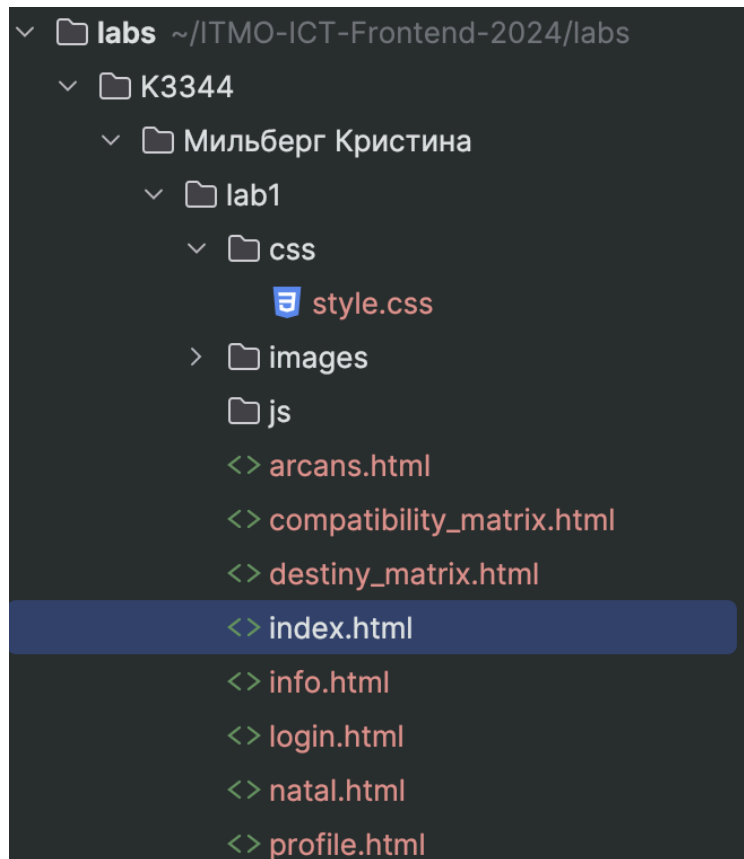 labs ~/ITMO-ICT-Frontend-2024/labs
K3344
Мильберг Кристина
lab1
css
style.css
images
js
<> arcans.html
<> compatibility_matrix.html
<> destiny_matrix.html
<> index.html
<> info.html
<> login.html
<> natal.html
<> profile.html